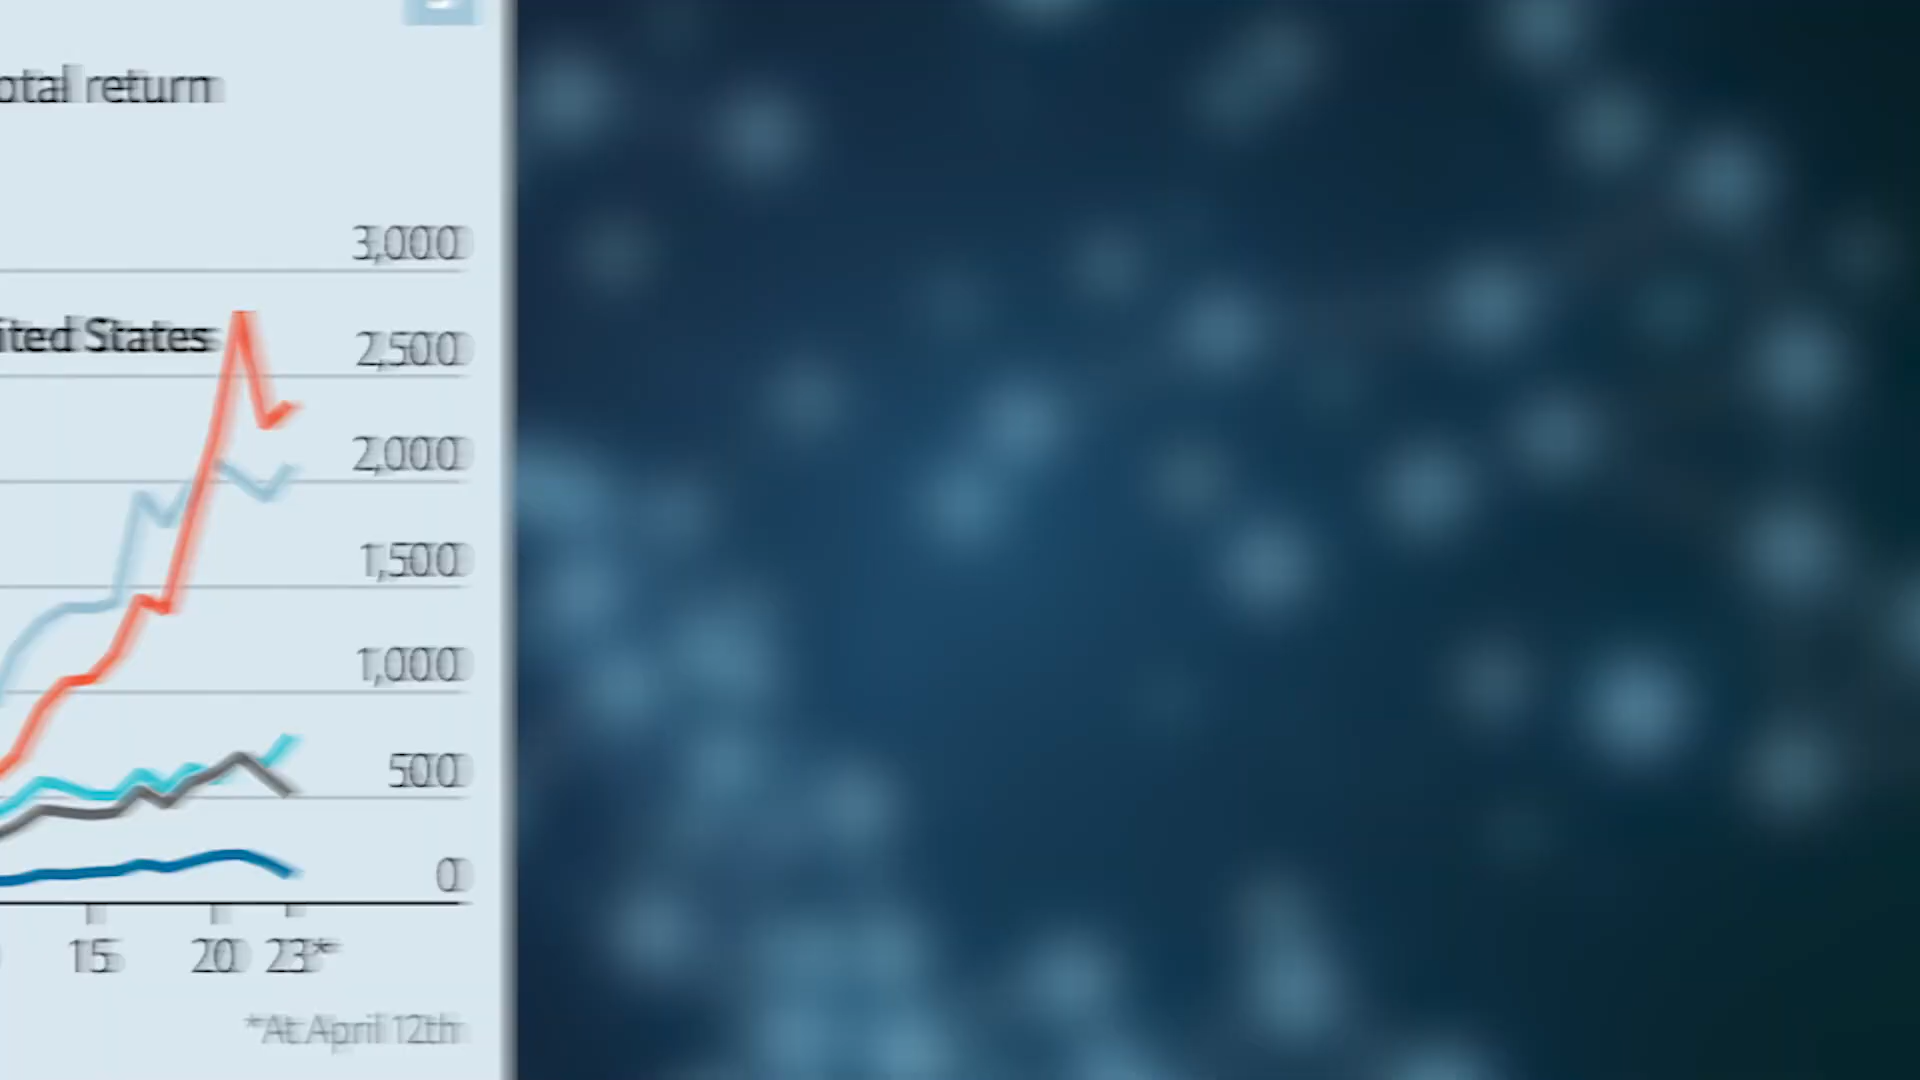 otal return
3,000
ited States
2,500
2,000
1,500
1,000
500
0
15 20 23*
*At April 12th